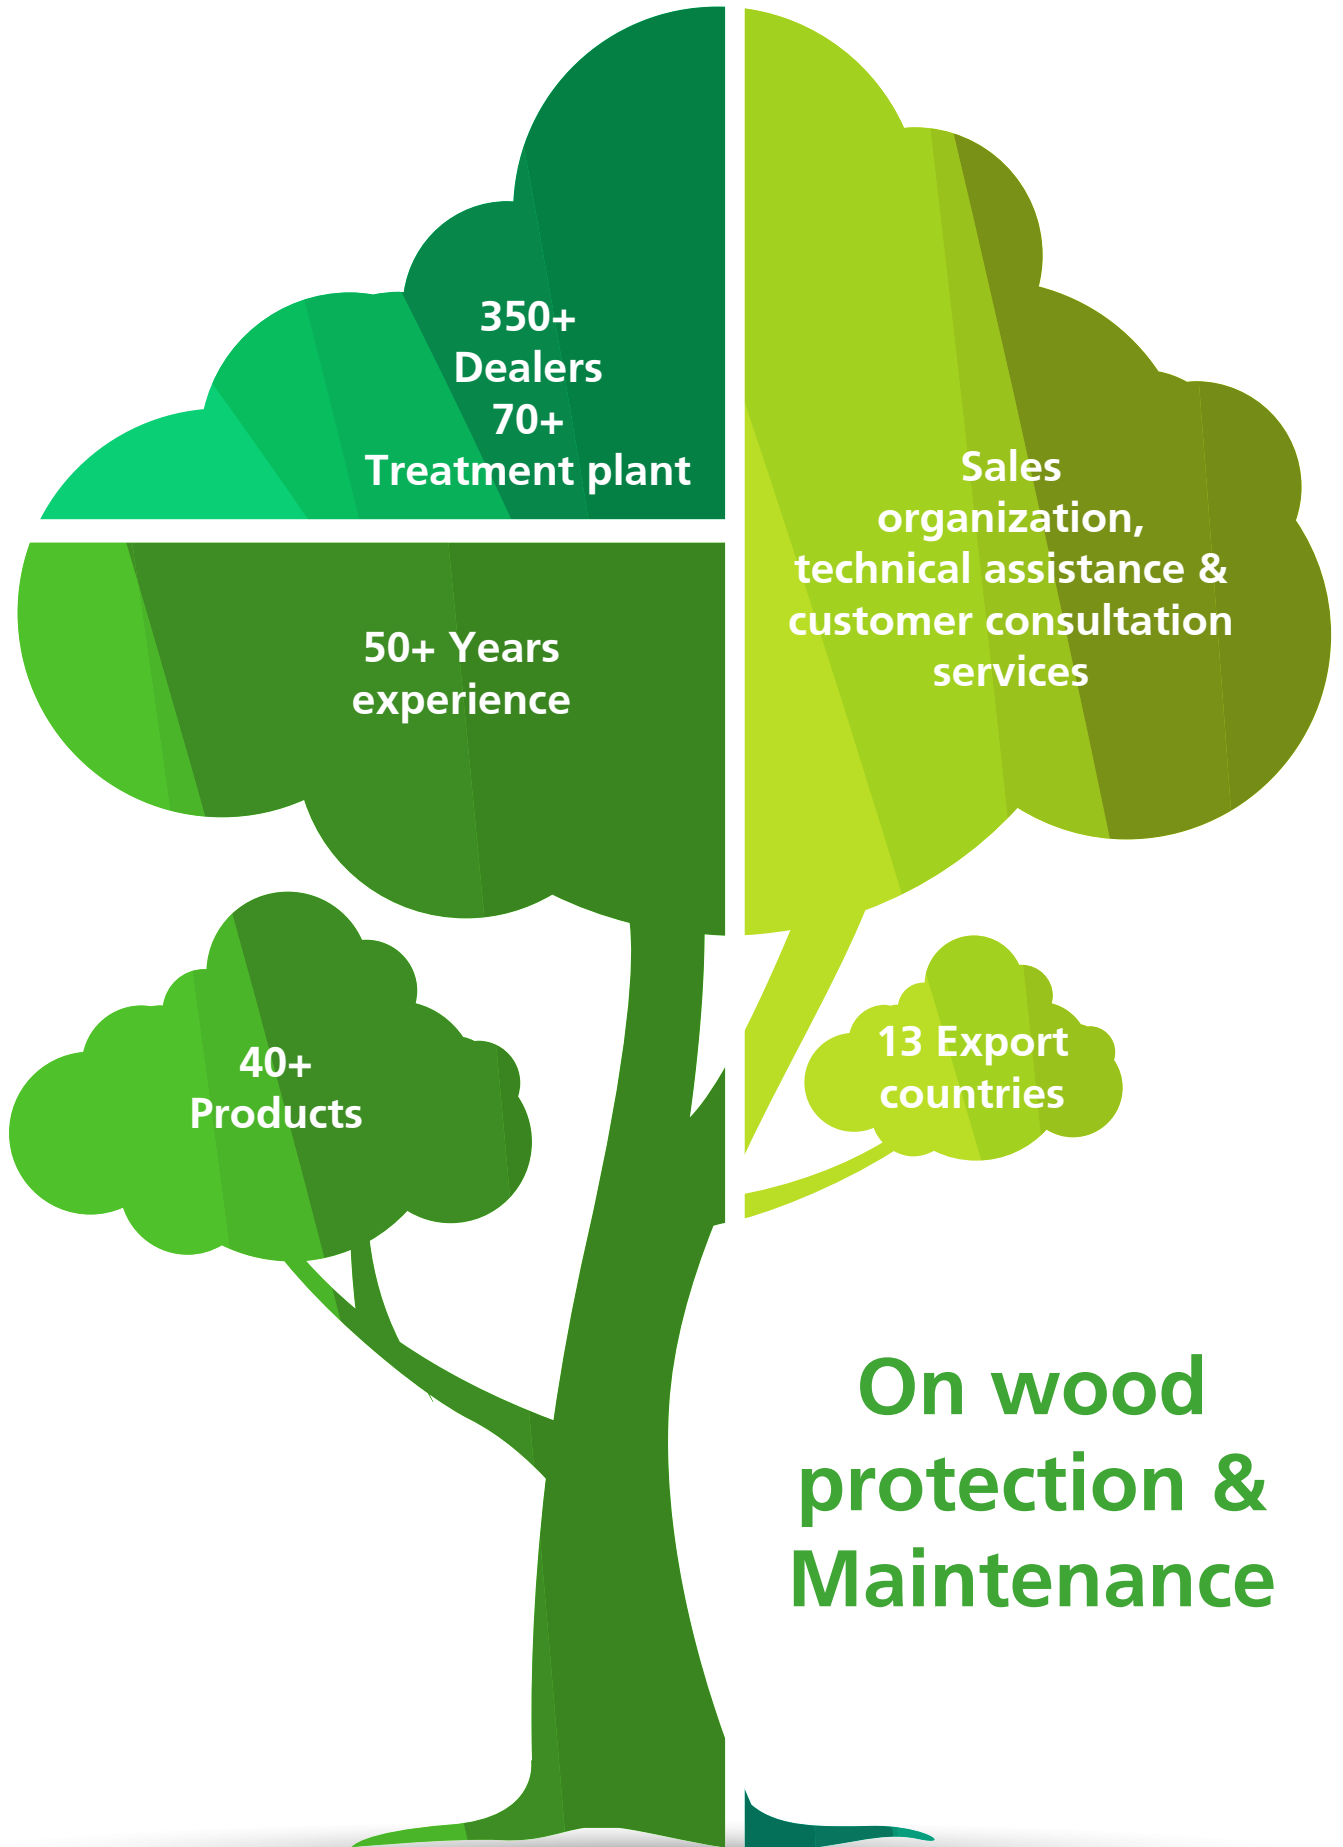 350+
Dealers
70+
Treatment plant
Sales
organization,
technical assistance &
customer consultation
services
50+ Years
experience
40+
Products
13 Export
countries
On wood
protection &
Maintenance